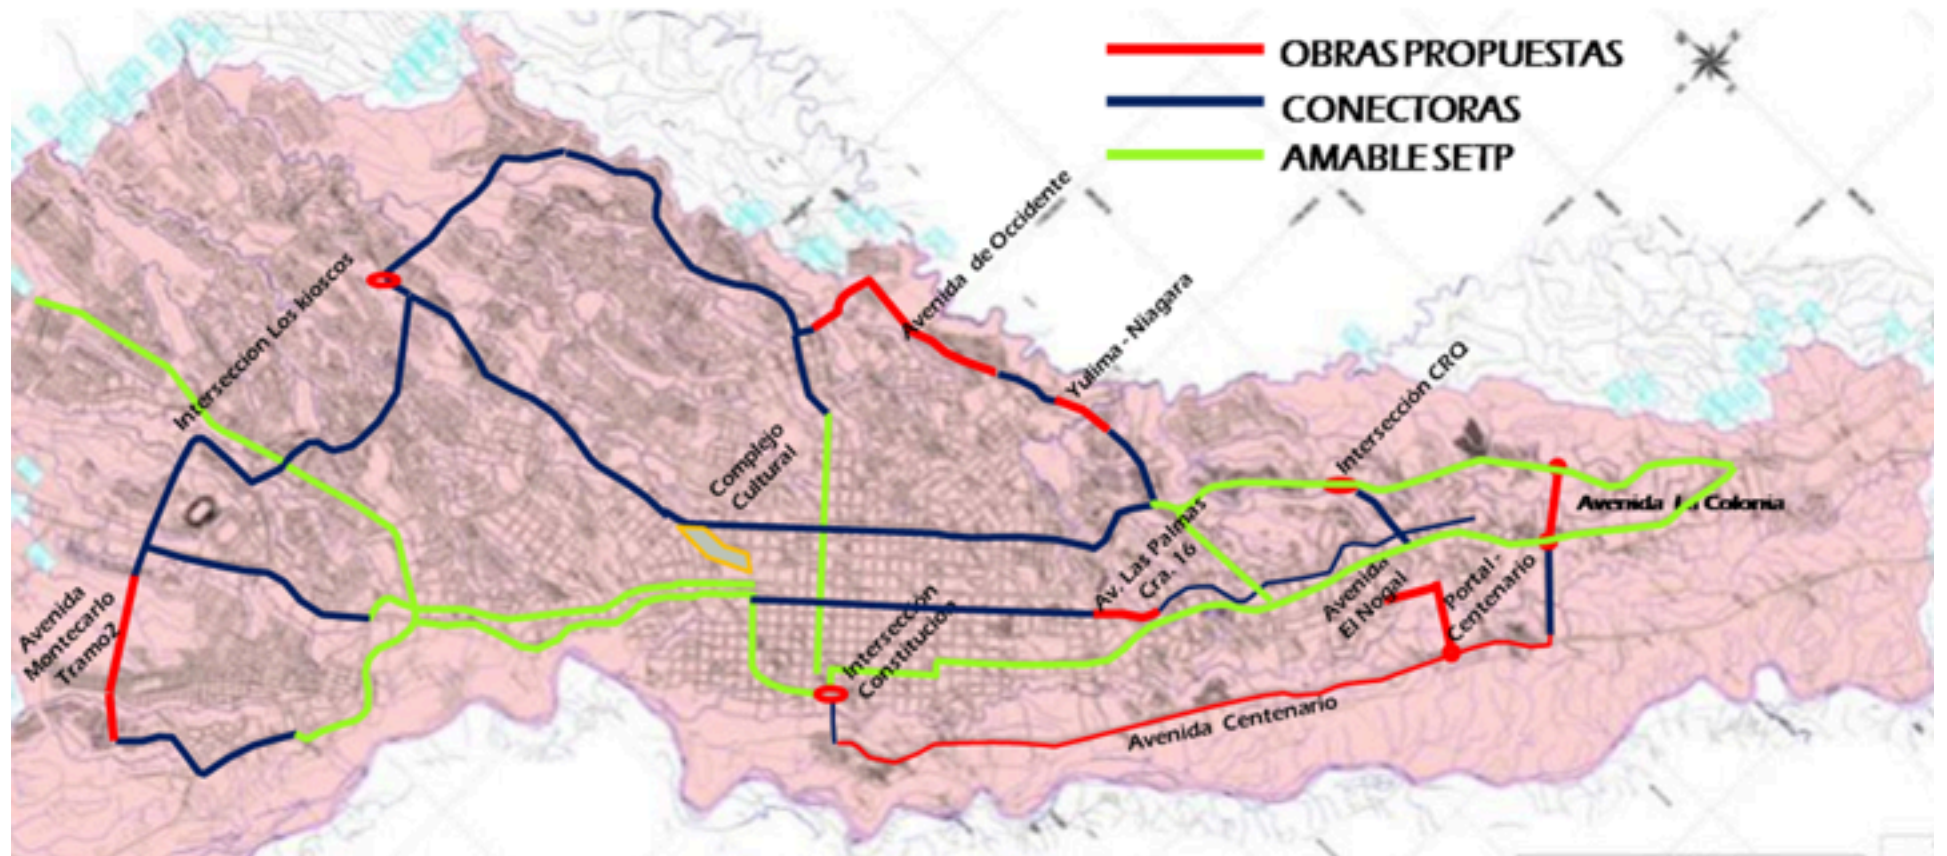 OBRAS PROPUESTAS
CONECTORAS
AMABLE SETP
Intersección Los kioscos
Avenida de Occidente
Yulima - Niagara
Intersección CRQ
Complejo
Cultural
Avenida la Colonia
Av. Las Palmas
Cra. 16
Avenida
El Nogal
Portal -
Centenario
Intersección
Constitución
Avenida
Montecarlo
Tramo2
Avenida Centenario